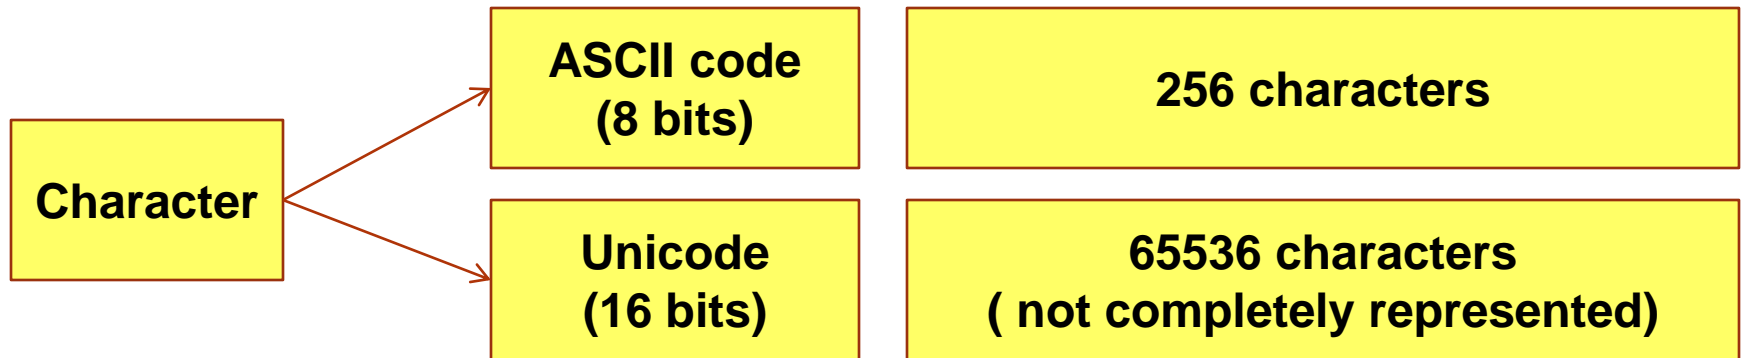 Character
ASCII code
(8 bits)
256 characters
Unicode
(16 bits)
65536 characters
( not completely represented)